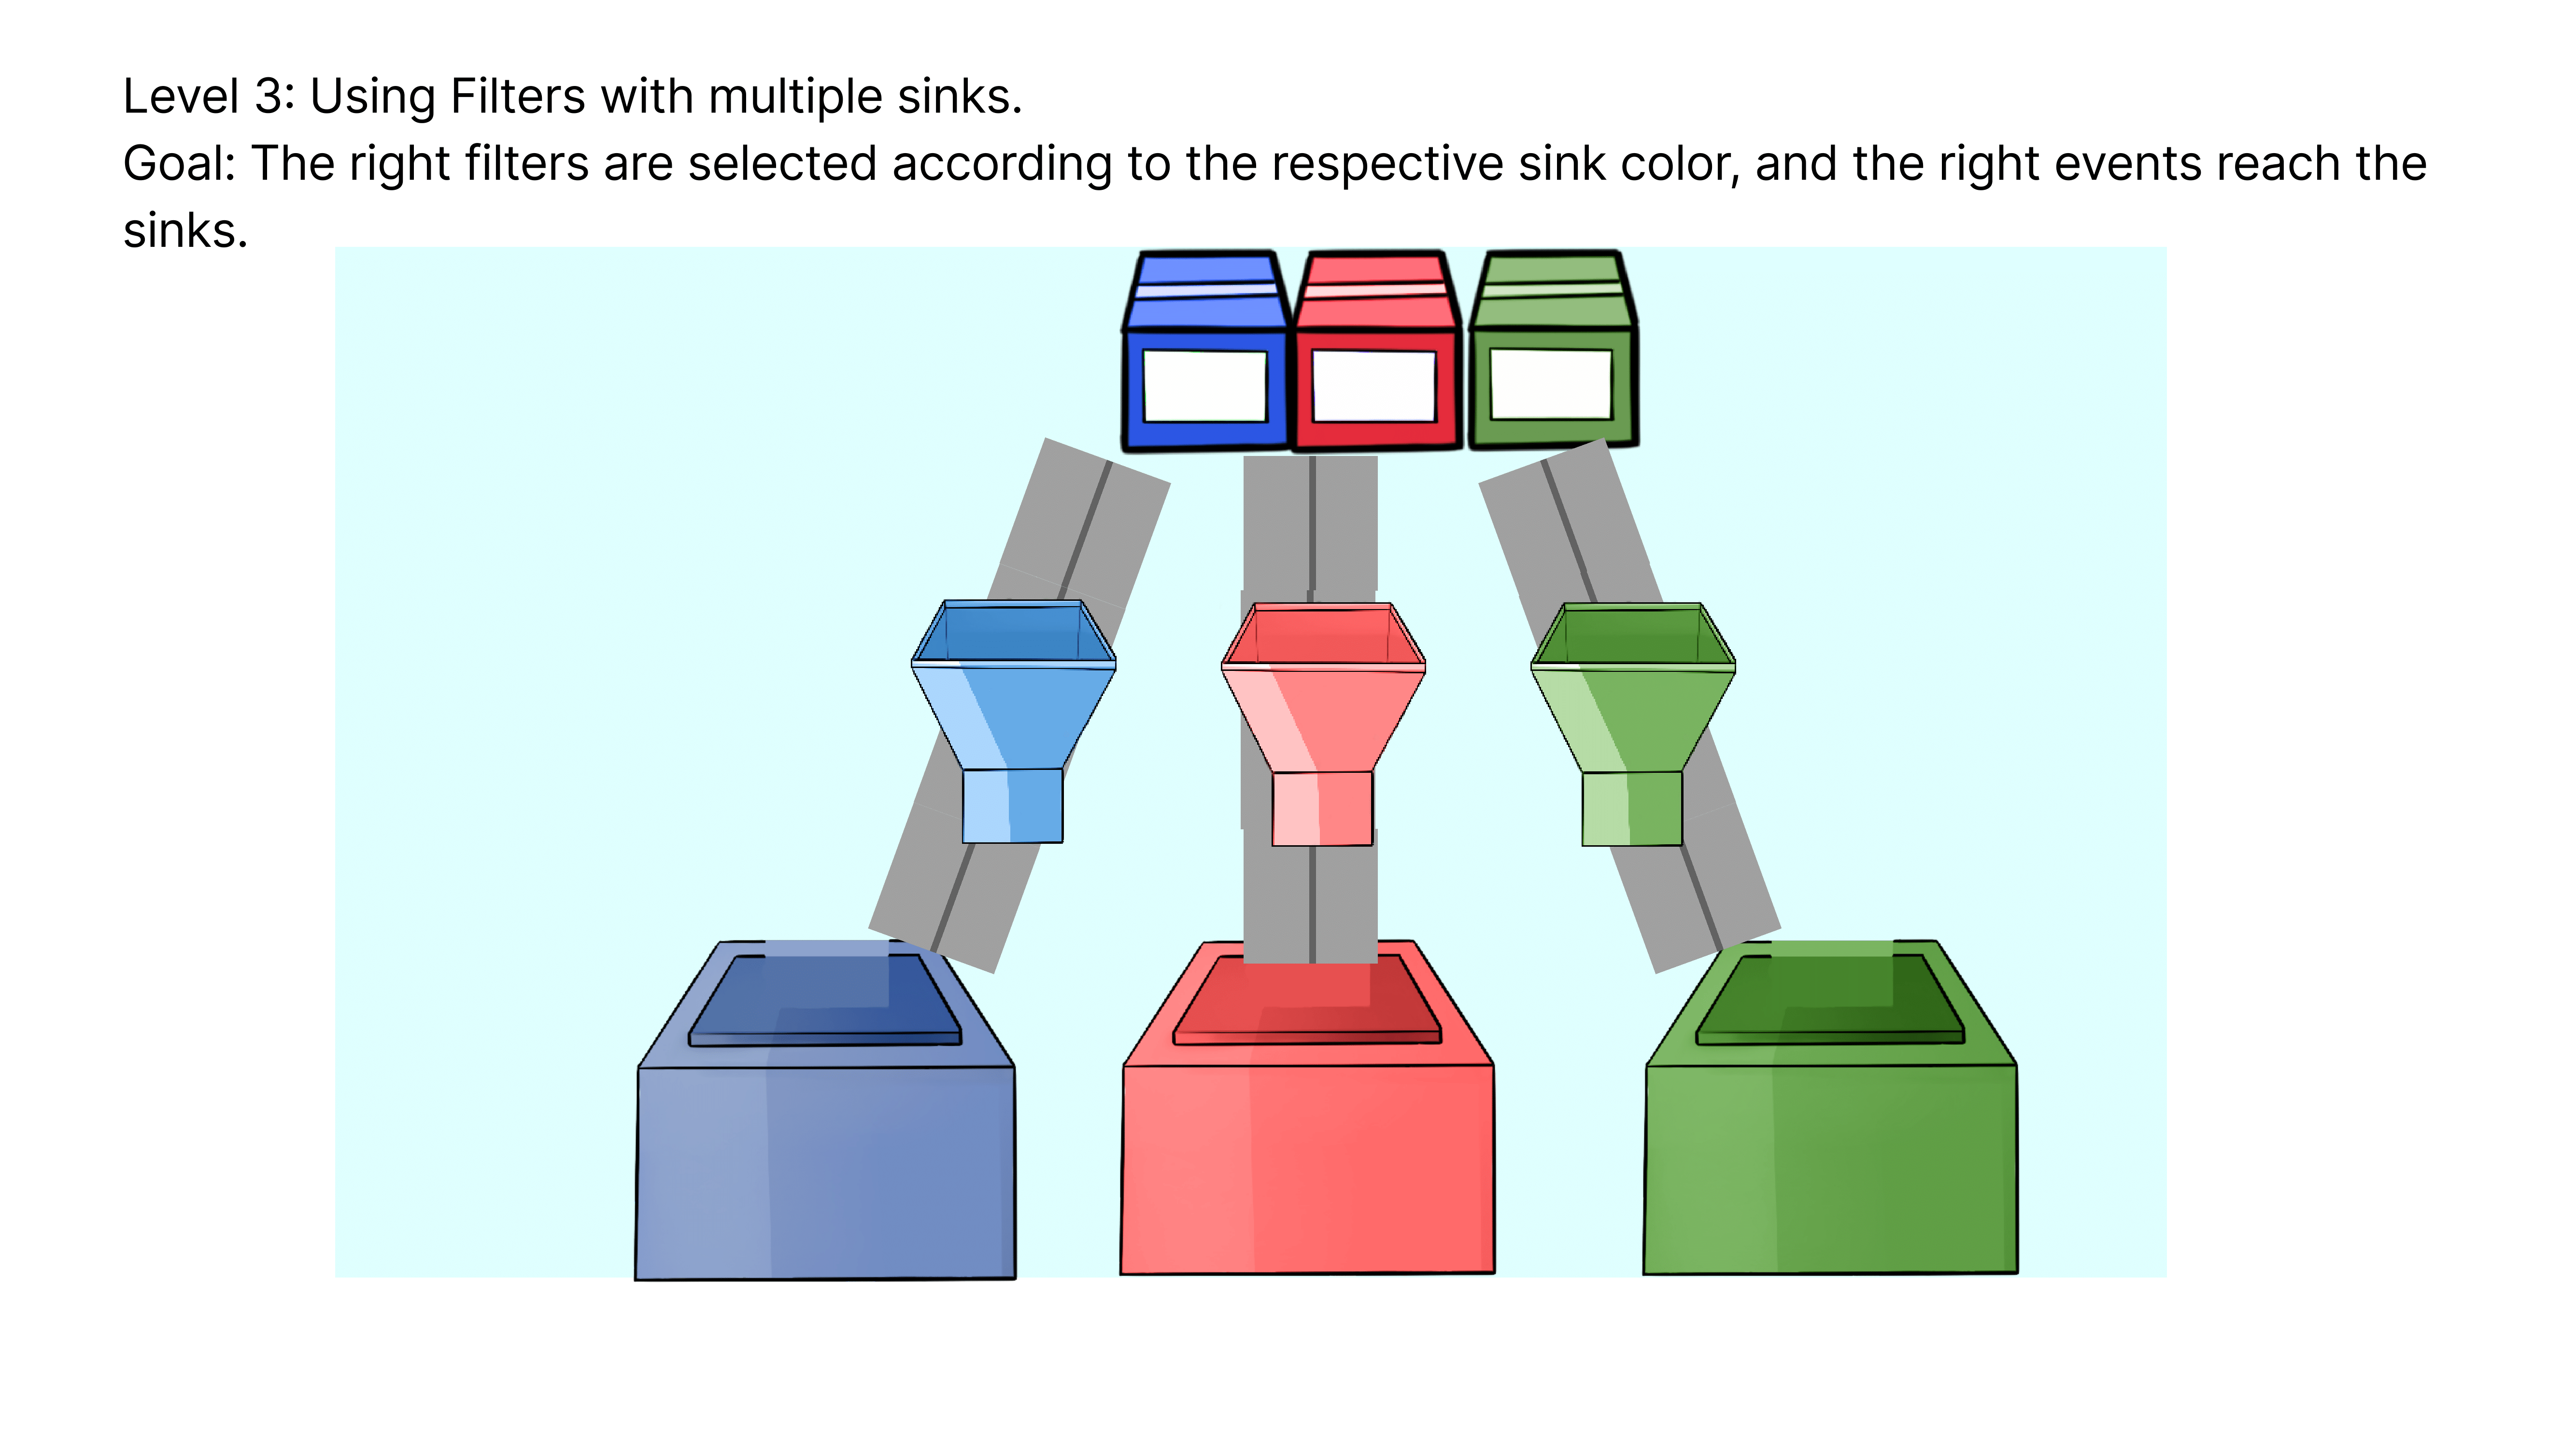 Level 3: Using Filters with multiple sinks.
Goal: The right filters are selected according to the respective sink color, and the right events reach the
sinks.